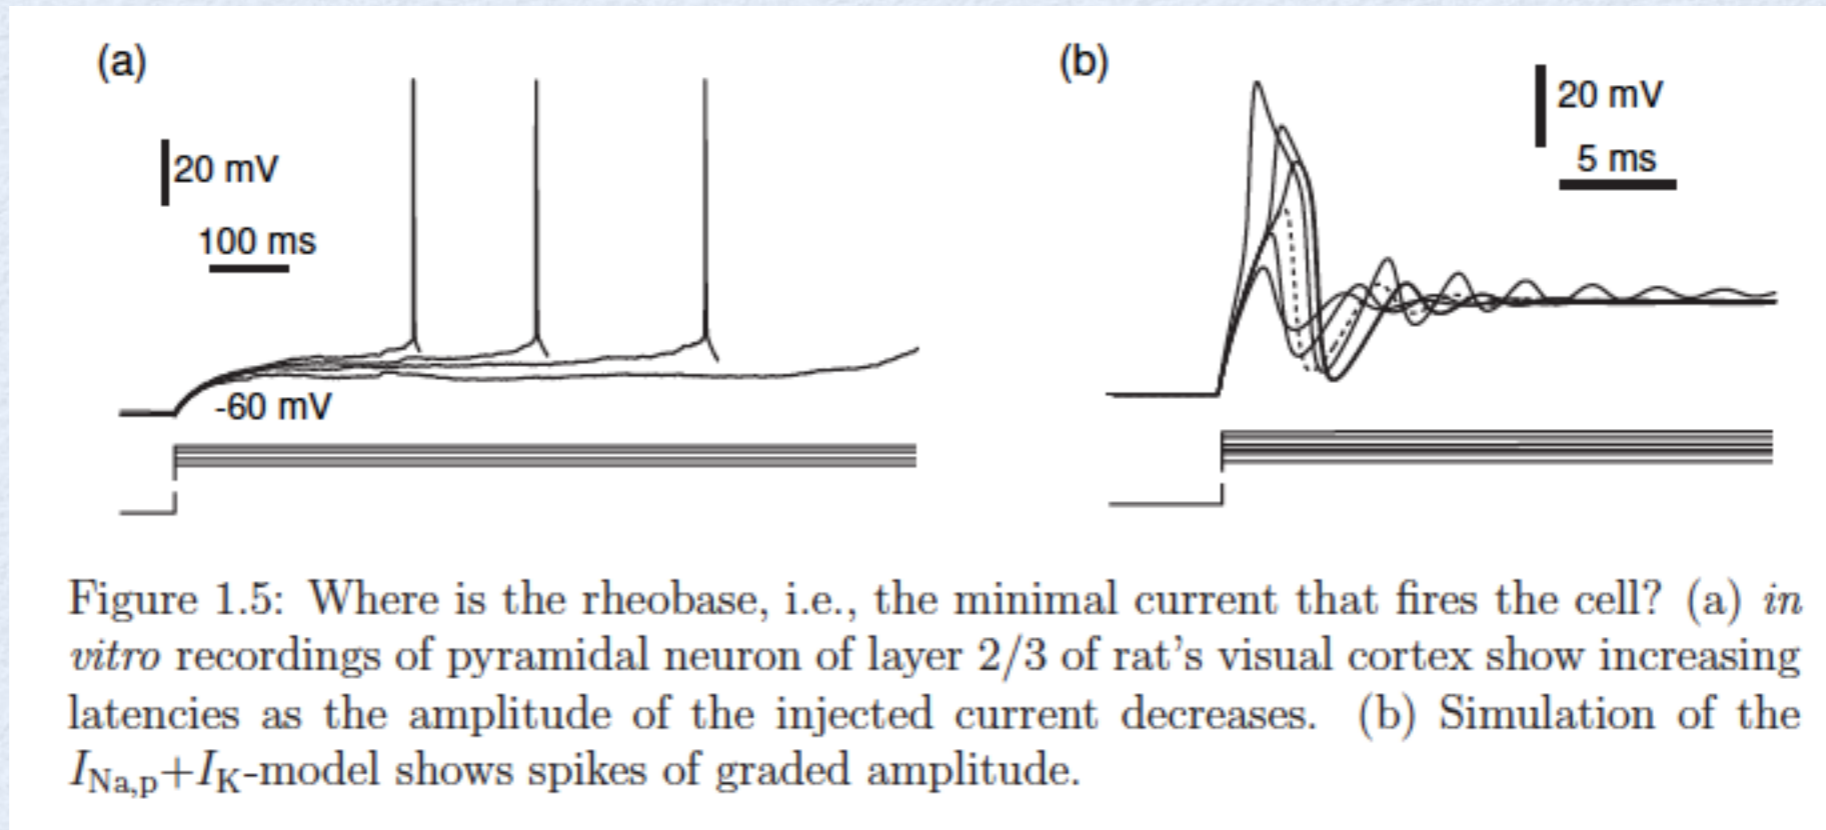 (a)
20 mV
100 ms
-60 mV
(b)
20 mV
5 ms
Figure 1.5: Where is the rheobase, i.e., the minimal current that fires the cell? (a) in
vitro recordings of pyramidal neuron of layer 2/3 of rat's visual cortex show increasing
latencies as the amplitude of the injected current decreases. (b) Simulation of the
I_Na,p+I_K-model shows spikes of graded amplitude.